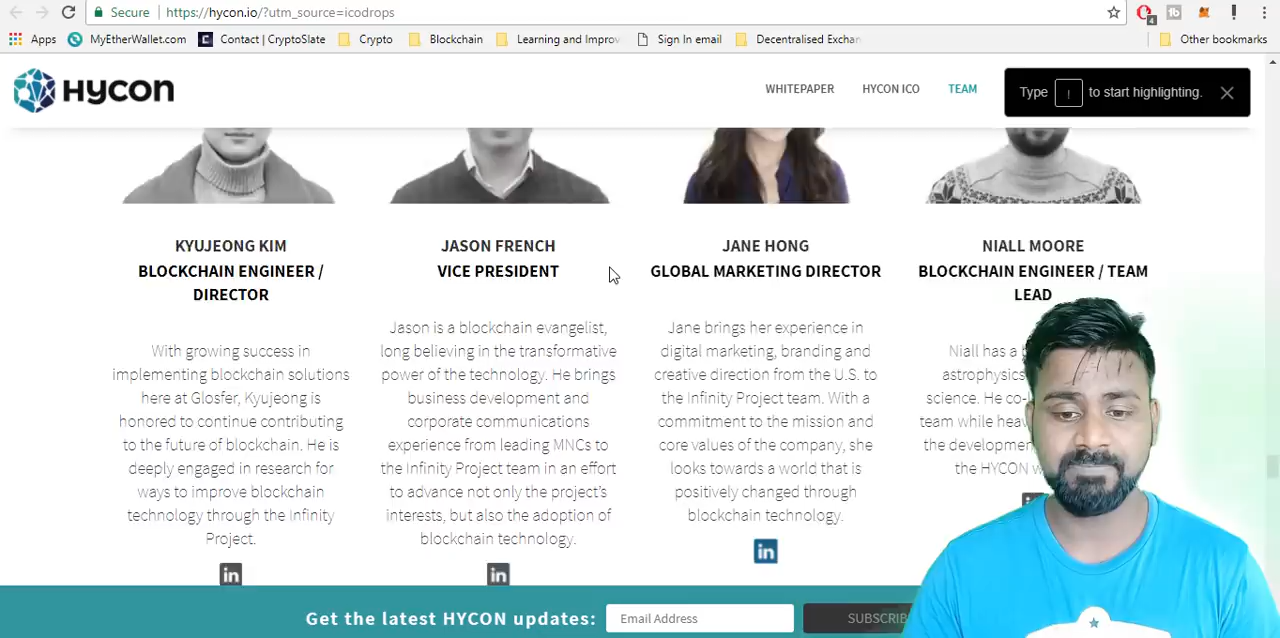 Secure https://hycon.io/?utm_source=icodrops
4
Apps MyEtherWallet.com Contact | CryptoSlate Crypto Blockchain Learning and Improv Sign In email Decentralised Exchan Other bookmarks
Hycon
WHITEPAPER HYCON ICO TEAM
Type ! to start highlighting.
KYUJEONG KIM
BLOCKCHAIN ENGINEER /
DIRECTOR
With growing success in
implementing blockchain solutions
here at Glosfer, Kyujeong is
honored to continue contributing
to the future of blockchain. He is
deeply engaged in research for
ways to improve blockchain
technology through the Infinity
Project.
in
JASON FRENCH
VICE PRESIDENT
Jason is a blockchain evangelist,
long believing in the transformative
power of the technology. He brings
business development and
corporate communications
experience from leading MNCs to
the Infinity Project team in an effort
to advance not only the project's
interests, but also the adoption of
blockchain technology.
in
JANE HONG
GLOBAL MARKETING DIRECTOR
Jane brings her experience in
digital marketing, branding and
creative direction from the U.S. to
the Infinity Project team. With a
commitment to the mission and
core values of the company, she
looks towards a world that is
positively changed through
blockchain technology.
in
NIALL MOORE
BLOCKCHAIN ENGINEER / TEAM
LEAD
Niall has a
astrophysics
science. He co-
team while
the developmen
the HYCON
Get the latest HYCON updates: Email Address SUBSCRIB